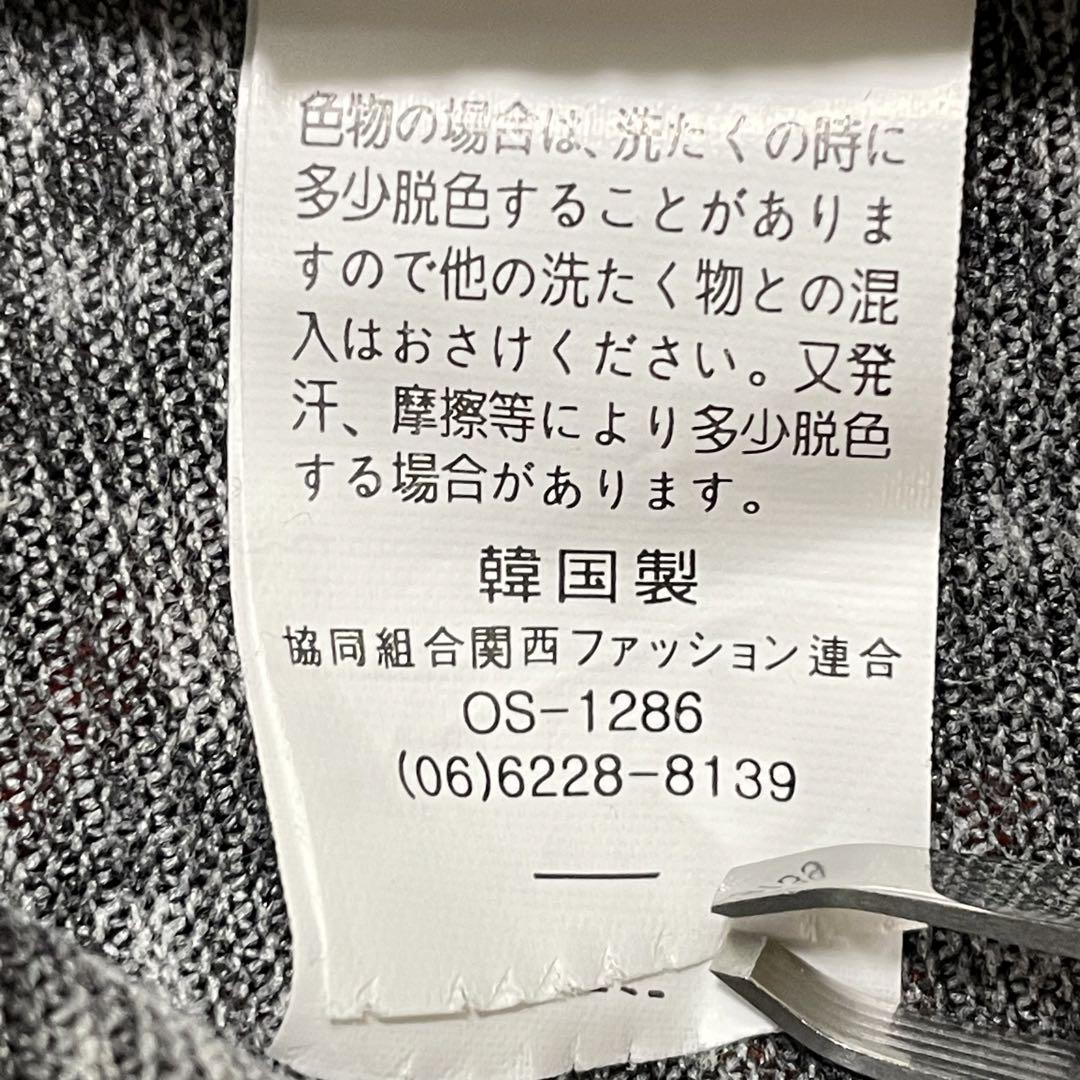 色物の場合は、洗たくの時に
多少脱色することがありま
すので他の洗たく物との混
入はおさけください。又発
汗、摩擦等により多少脱色
する場合があります。
韓国製
協同組合関西ファッション連合
OS-1286
(06)6228-8139